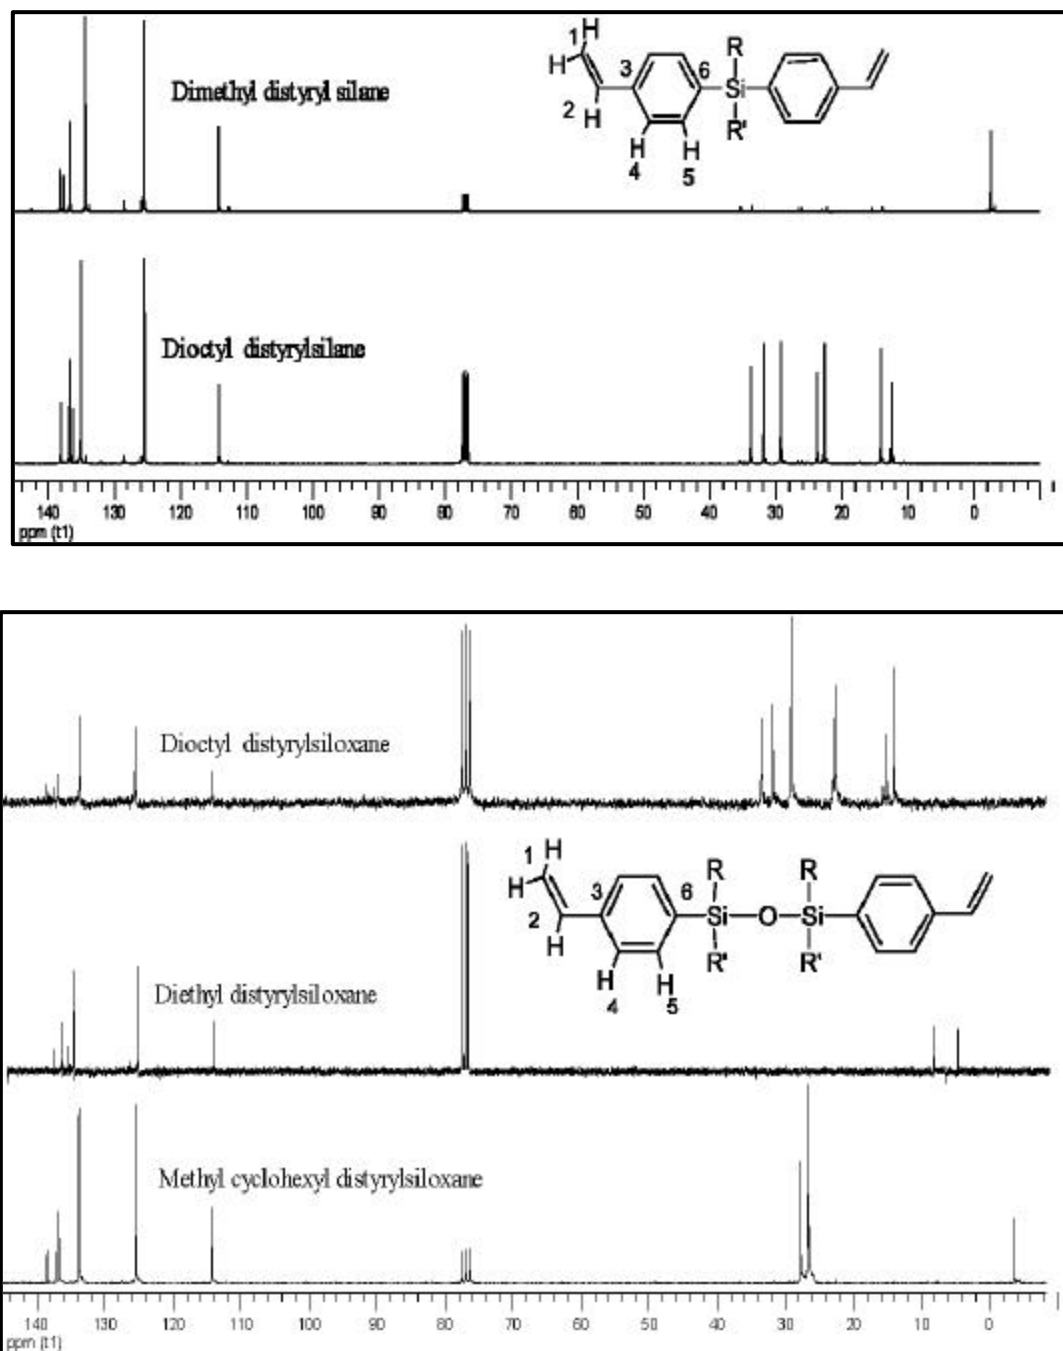 H
1
R
3
6
H
Si
Dimethyl distyryl silane
2
H
R'
H
H
4
5
Dioctyl distyrylsilane
140 130 120 110 100 90 80 70 60 50 40 30 20 10 0
ppm (t1)
Dioctyl distyrylsiloxane
1
H
R
R
H
3
6
Si
O
Si
2
H
R'
R'
H
H
4
5
Diethyl distyrylsiloxane
Methyl cyclohexyl distyrylsiloxane
140 130 120 110 100 90 80 70 60 50 40 30 20 10 0
ppm (t1)